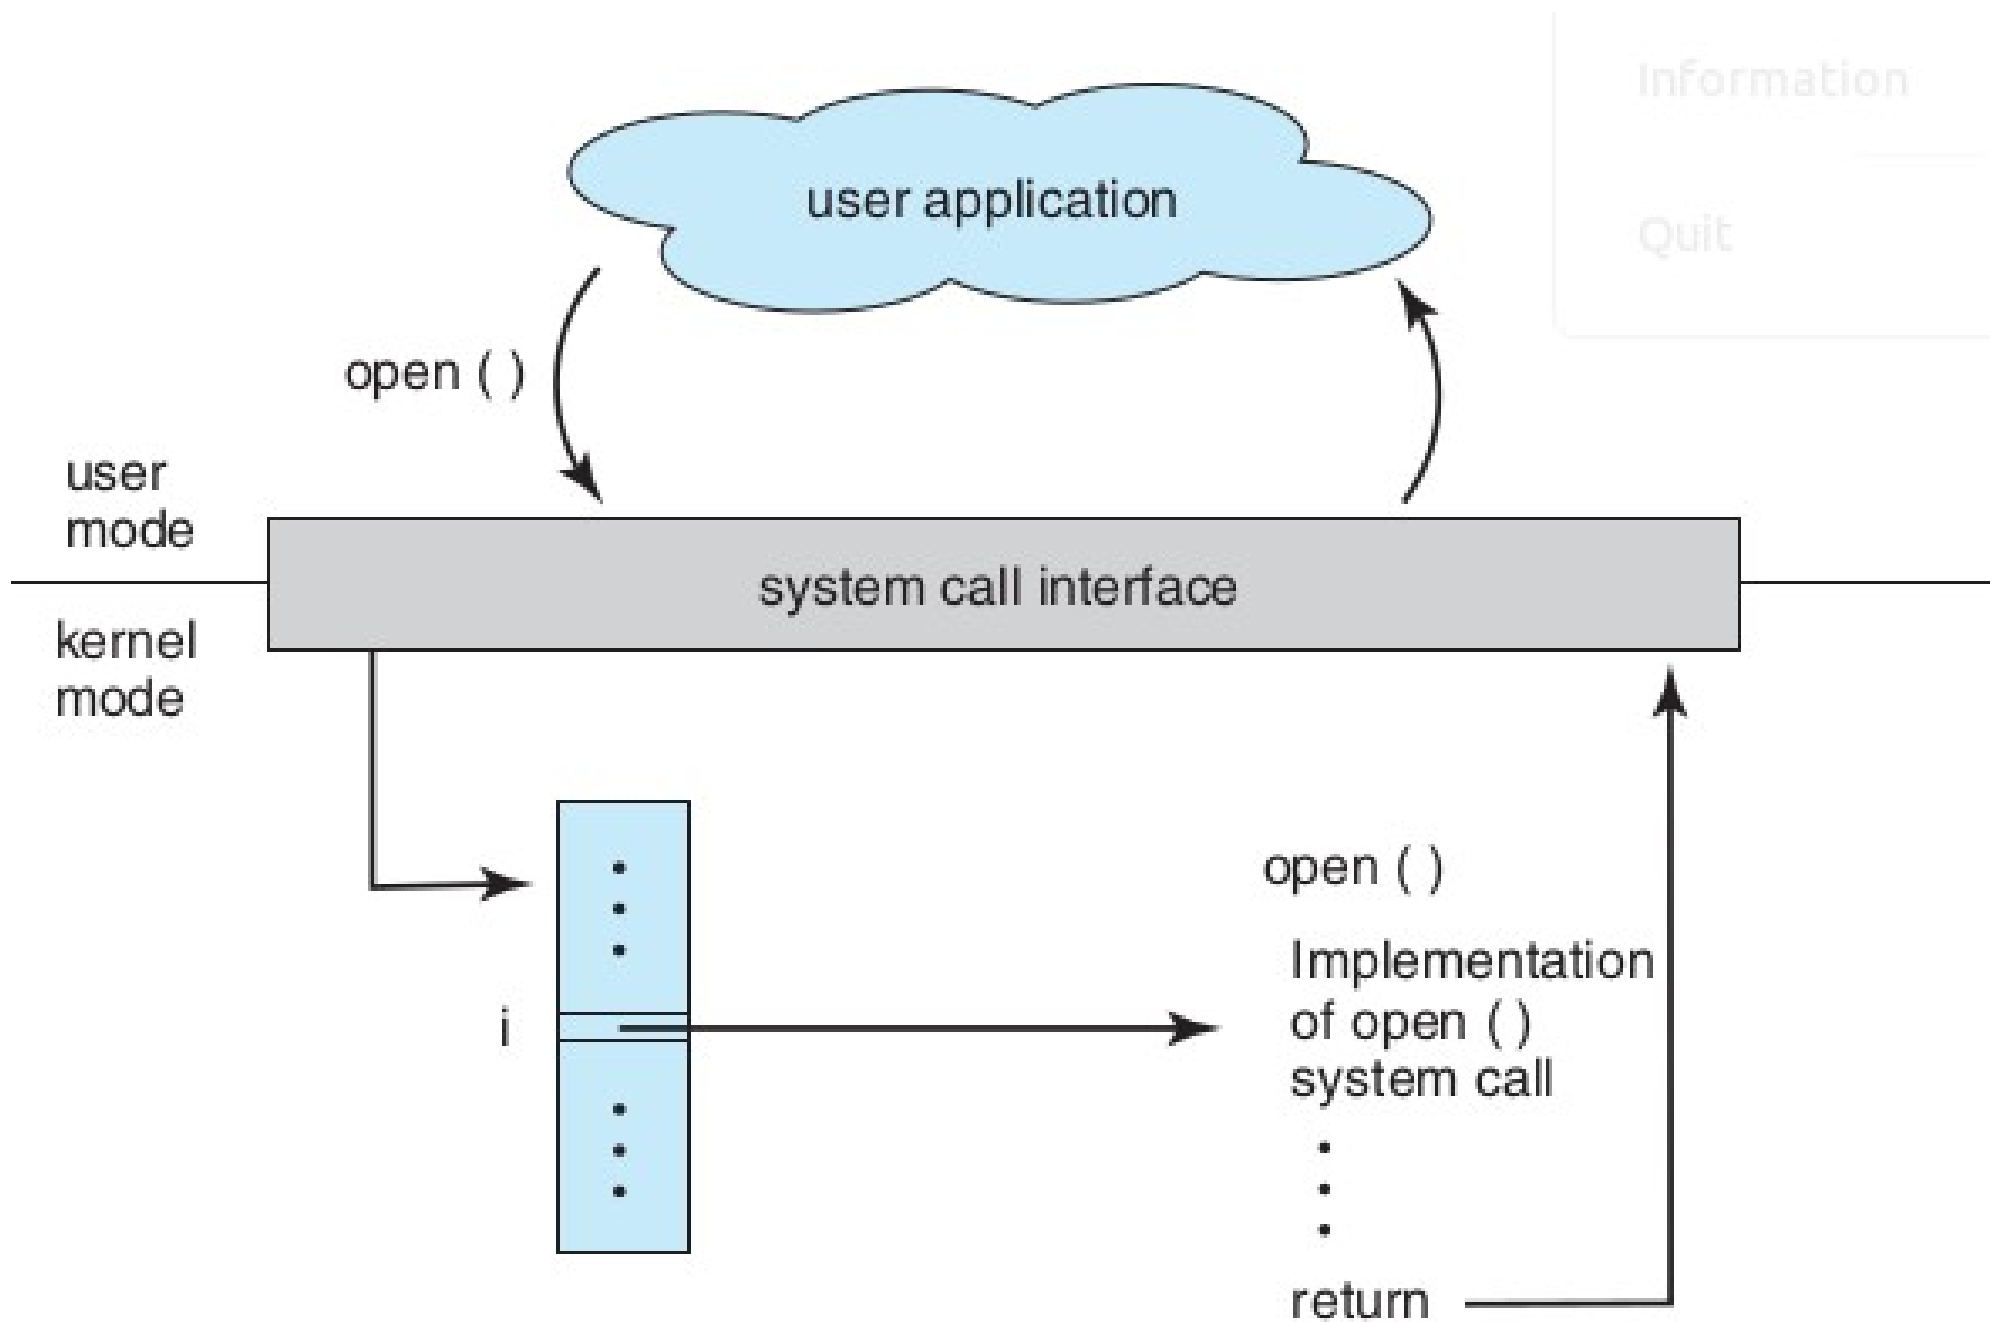 Information
user application
Quit
open ( )
user
mode
system call interface
kernel
mode
open ( )
Implementation
i
of open ( )
system call
return